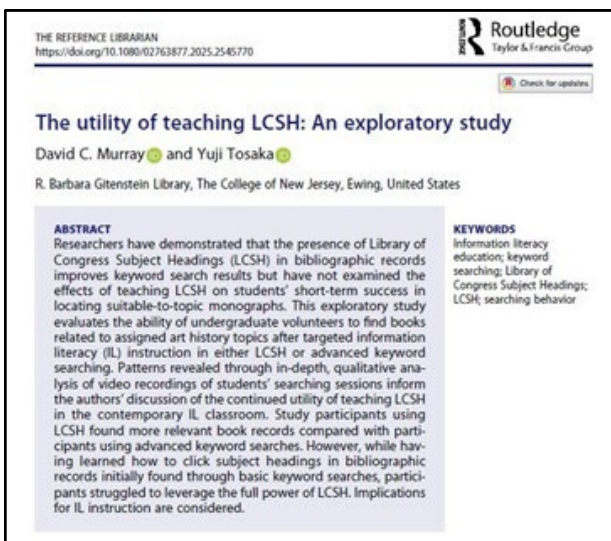 THE REFERENCE LIBRARIAN
https://doi.org/10.1080/02763877.2025.2545770
ROUTLEDGE
Routledge
Taylor & Francis Group
Check for updates
The utility of teaching LCSH: An exploratory study
David C. Murray and Yuji Tosaka
R. Barbara Gitenstein Library, The College of New Jersey, Ewing, United States
ABSTRACT
Researchers have demonstrated that the presence of Library of
Congress Subject Headings (LCSH) in bibliographic records
improves keyword search results but have not examined the
effects of teaching LCSH on students' short-term success in
locating suitable-to-topic monographs. This exploratory study
evaluates the ability of undergraduate volunteers to find books
related to assigned art history topics after targeted information
literacy (IL) instruction in either LCSH or advanced keyword
searching. Patterns revealed through in-depth, qualitative ana-
lysis of video recordings of students' searching sessions inform
the authors' discussion of the continued utility of teaching LCSH
in the contemporary IL classroom. Study participants using
LCSH found more relevant book records compared with parti-
cipants using advanced keyword searches. However, while hav-
ing learned how to click subject headings in bibliographic
records initially found through basic keyword searches, partici-
pants struggled to leverage the full power of LCSH. Implications
for IL instruction are considered.
KEYWORDS
Information literacy
education; keyword
searching; Library of
Congress Subject Headings;
LCSH; searching behavior